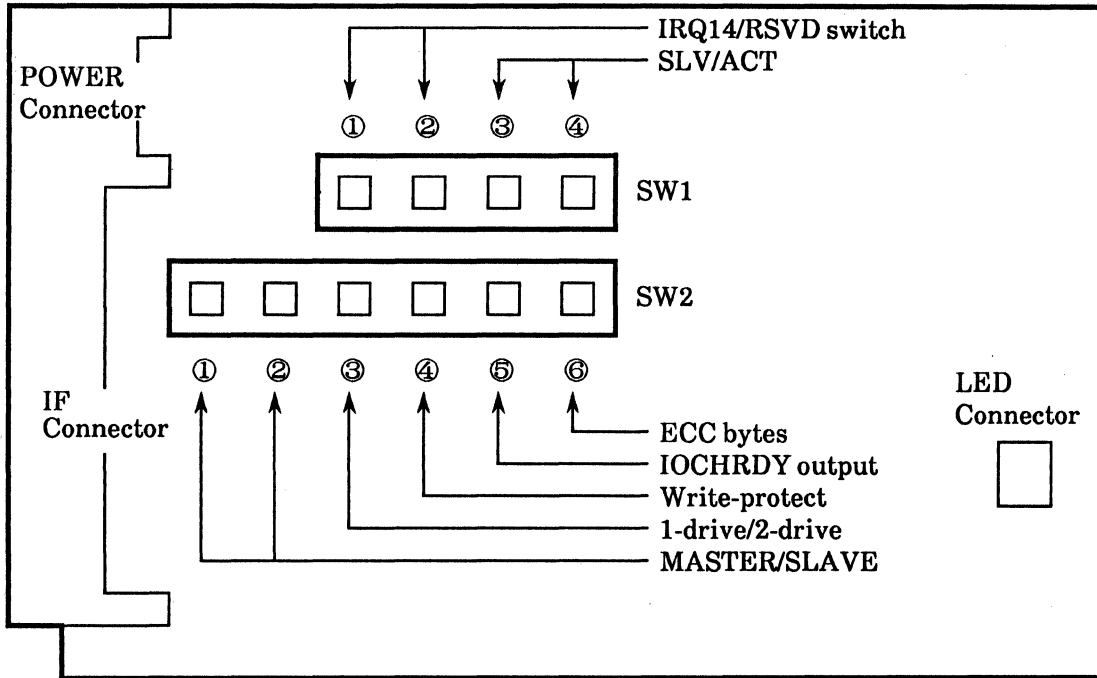 IRQ14/RSVD switch
SLV/ACT
POWER
Connector
① ② ③ ④
SW1
SW2
① ② ③ ④ ⑤ ⑥
IF
Connector
LED
Connector
ECC bytes
IOCHRDY output
Write-protect
1-drive/2-drive
MASTER/SLAVE